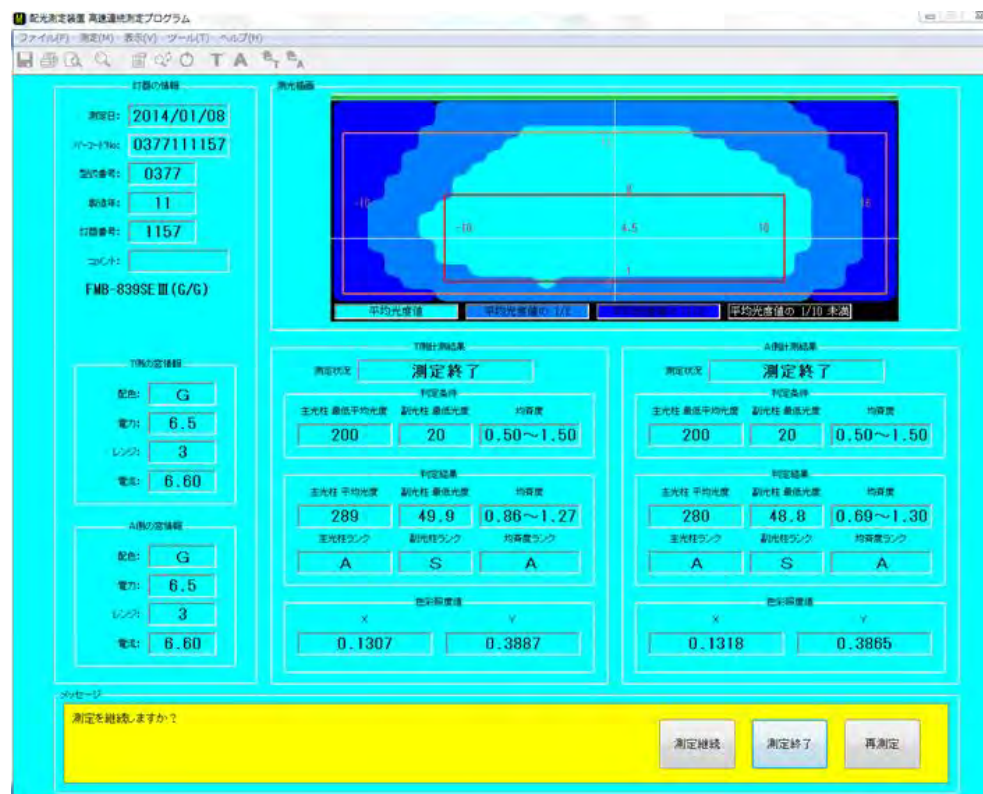 配光測定装置 高速連続測定プログラム
ファイル(F) 測定(M) 表示(V) ツール(T) ヘルプ(H)
灯器の情報
測定日: 2014/01/08
バーコードNo: 0377111157
型式番号: 0377
製造年: 11
灯器番号: 1157
コメント:
FMB-839SEⅢ(G/G)
T側の窓情報
配色: G
電力: 6.5
レンジ: 3
電流: 6.60
A側の窓情報
配色: G
電力: 6.5
レンジ: 3
電流: 6.60
測光描画
8
-10
16
-10
4.5
10
1
平均光度値
平均光度値の 1/2
平均光度値の 1/10 未満
T側計測結果
測定状況 測定終了
判定条件
主光柱 最低平均光度 副光柱 最低光度 均斉度
200 20 0.50~1.50
判定結果
主光柱 平均光度 副光柱 最低光度 均斉度
289 49.9 0.86~1.27
主光柱ランク 副光柱ランク 均斉度ランク
A S A
色彩照度値
X Y
0.1307 0.3887
A側計測結果
測定状況 測定終了
判定条件
主光柱 最低平均光度 副光柱 最低光度 均斉度
200 20 0.50~1.50
判定結果
主光柱 平均光度 副光柱 最低光度 均斉度
280 48.8 0.69~1.30
主光柱ランク 副光柱ランク 均斉度ランク
A S A
色彩照度値
X Y
0.1318 0.3865
メッセージ
測定を継続しますか?
測定継続 測定終了 再測定